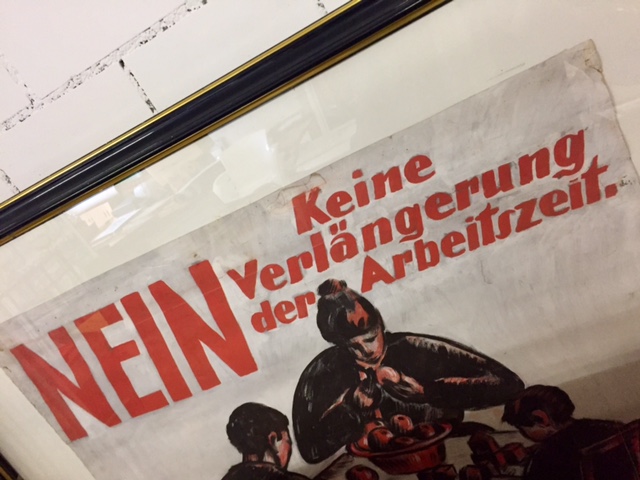 Keine
Verlängerung
der Arbeitszeit.
NEIN